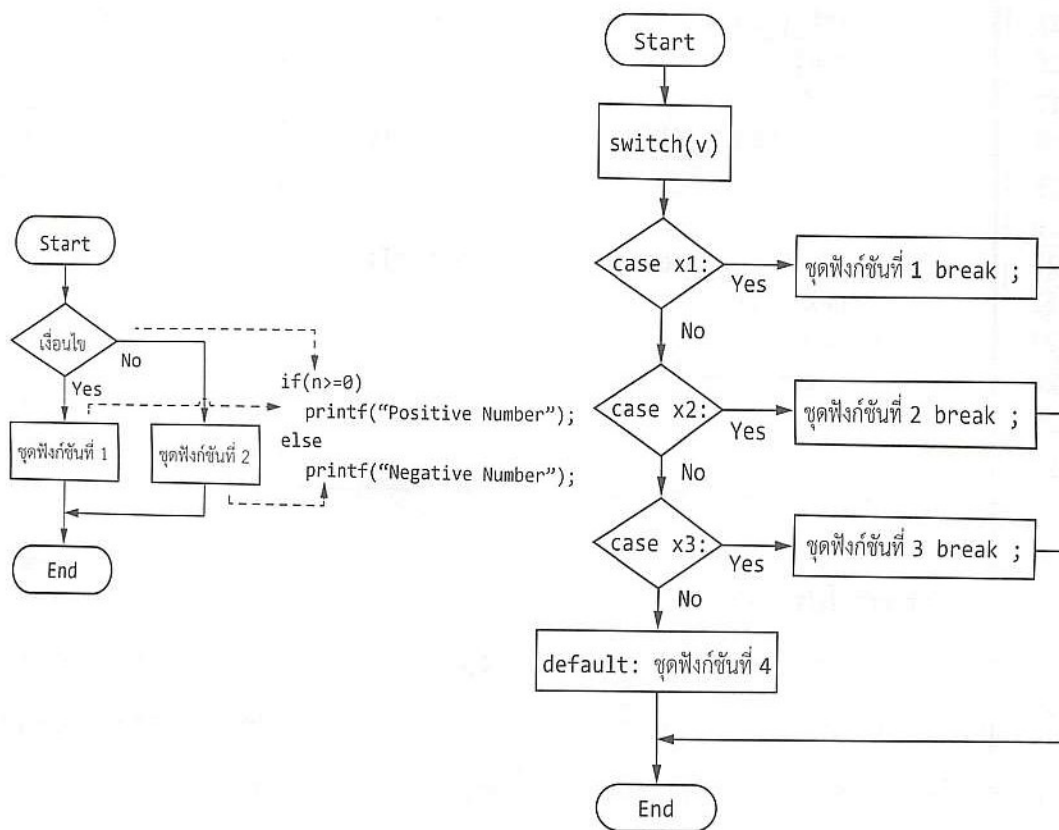 Start
เงื่อนไข
No
Yes
ชุดฟังก์ชันที่ 1
ชุดฟังก์ชันที่ 2
End
if(n>=0)
printf(“Positive Number”);
else
printf(“Negative Number”);
Start
switch(v)
case x1:
Yes
ชุดฟังก์ชันที่ 1 break ;
No
case x2:
Yes
ชุดฟังก์ชันที่ 2 break ;
No
case x3:
Yes
ชุดฟังก์ชันที่ 3 break ;
No
default: ชุดฟังก์ชันที่ 4
End